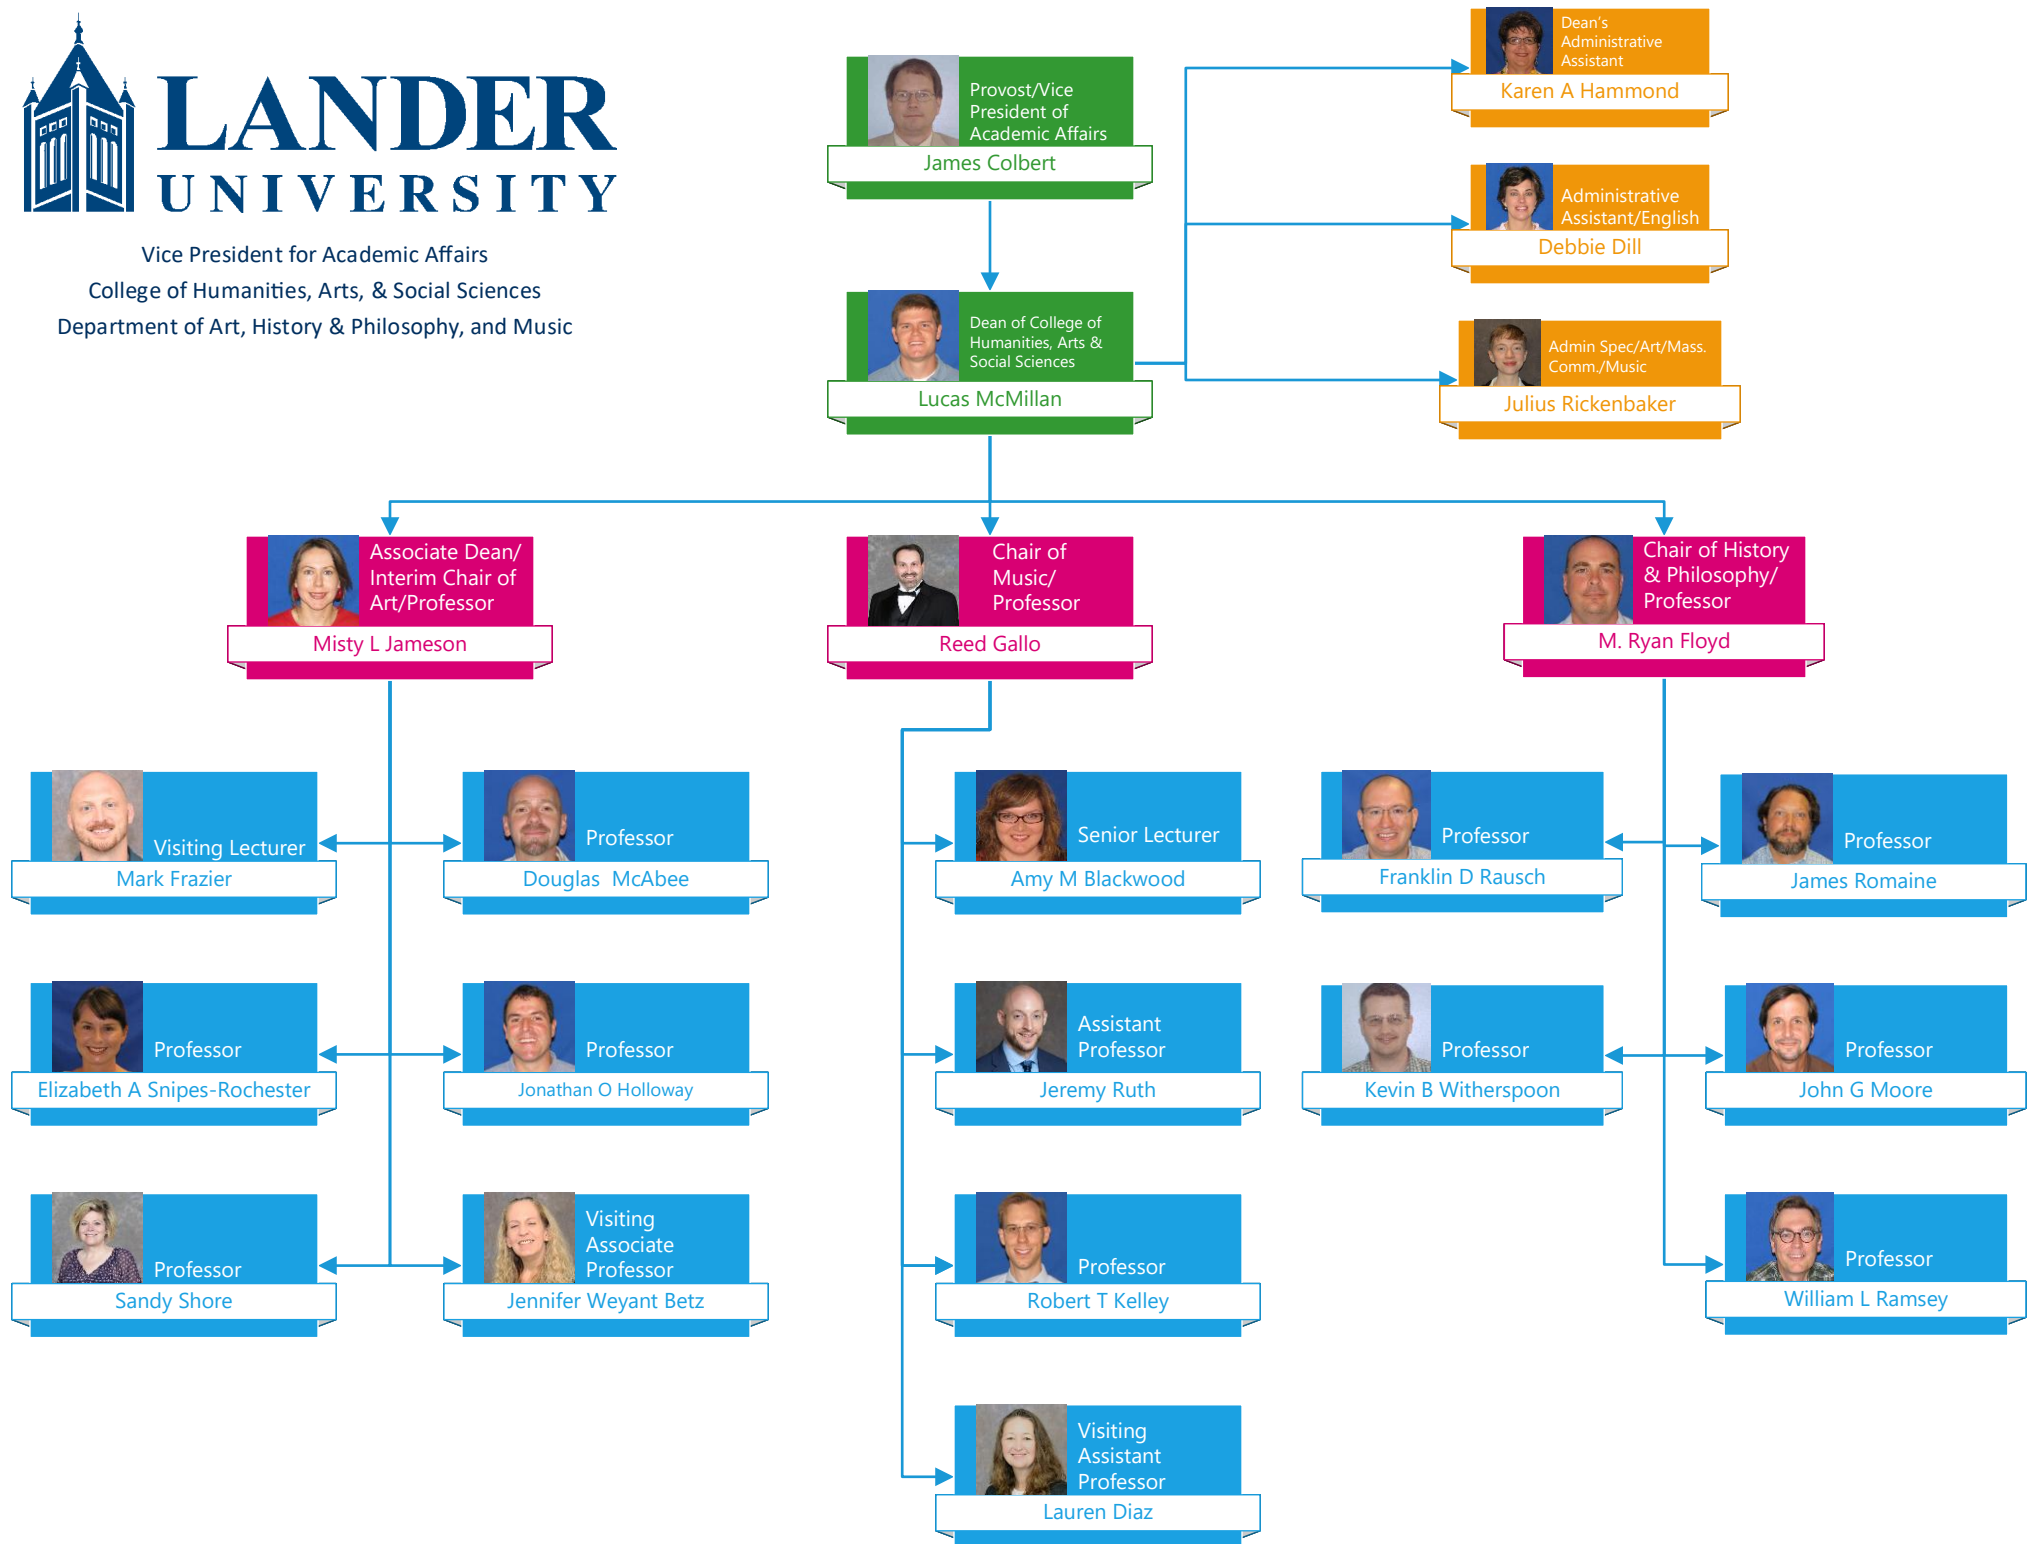 LANDER
UNIVERSITY
Vice President for Academic Affairs
College of Humanities, Arts, & Social Sciences
Department of Art, History & Philosophy, and Music
Provost/Vice
President of
Academic Affairs
James Colbert
Dean's
Administrative
Assistant
Karen A Hammond
Administrative
Assistant/English
Debbie Dill
Dean of College of
Humanities, Arts &
Social Sciences
Lucas McMillan
Admin Spec/Art/Mass.
Comm./Music
Julius Rickenbaker
Associate Dean/
Interim Chair of
Art/Professor
Misty L Jameson
Chair of
Music/
Professor
Reed Gallo
Chair of History
& Philosophy/
Professor
M. Ryan Floyd
Visiting Lecturer
Mark Frazier
Professor
Douglas  McAbee
Senior Lecturer
Amy M Blackwood
Professor
Franklin D Rausch
Professor
James Romaine
Professor
Elizabeth A Snipes-Rochester
Professor
Jonathan O Holloway
Assistant
Professor
Jeremy Ruth
Professor
Kevin B Witherspoon
Professor
John G Moore
Professor
Sandy Shore
Visiting
Associate
Professor
Jennifer Weyant Betz
Professor
Robert T Kelley
Professor
William L Ramsey
Visiting
Assistant
Professor
Lauren Diaz